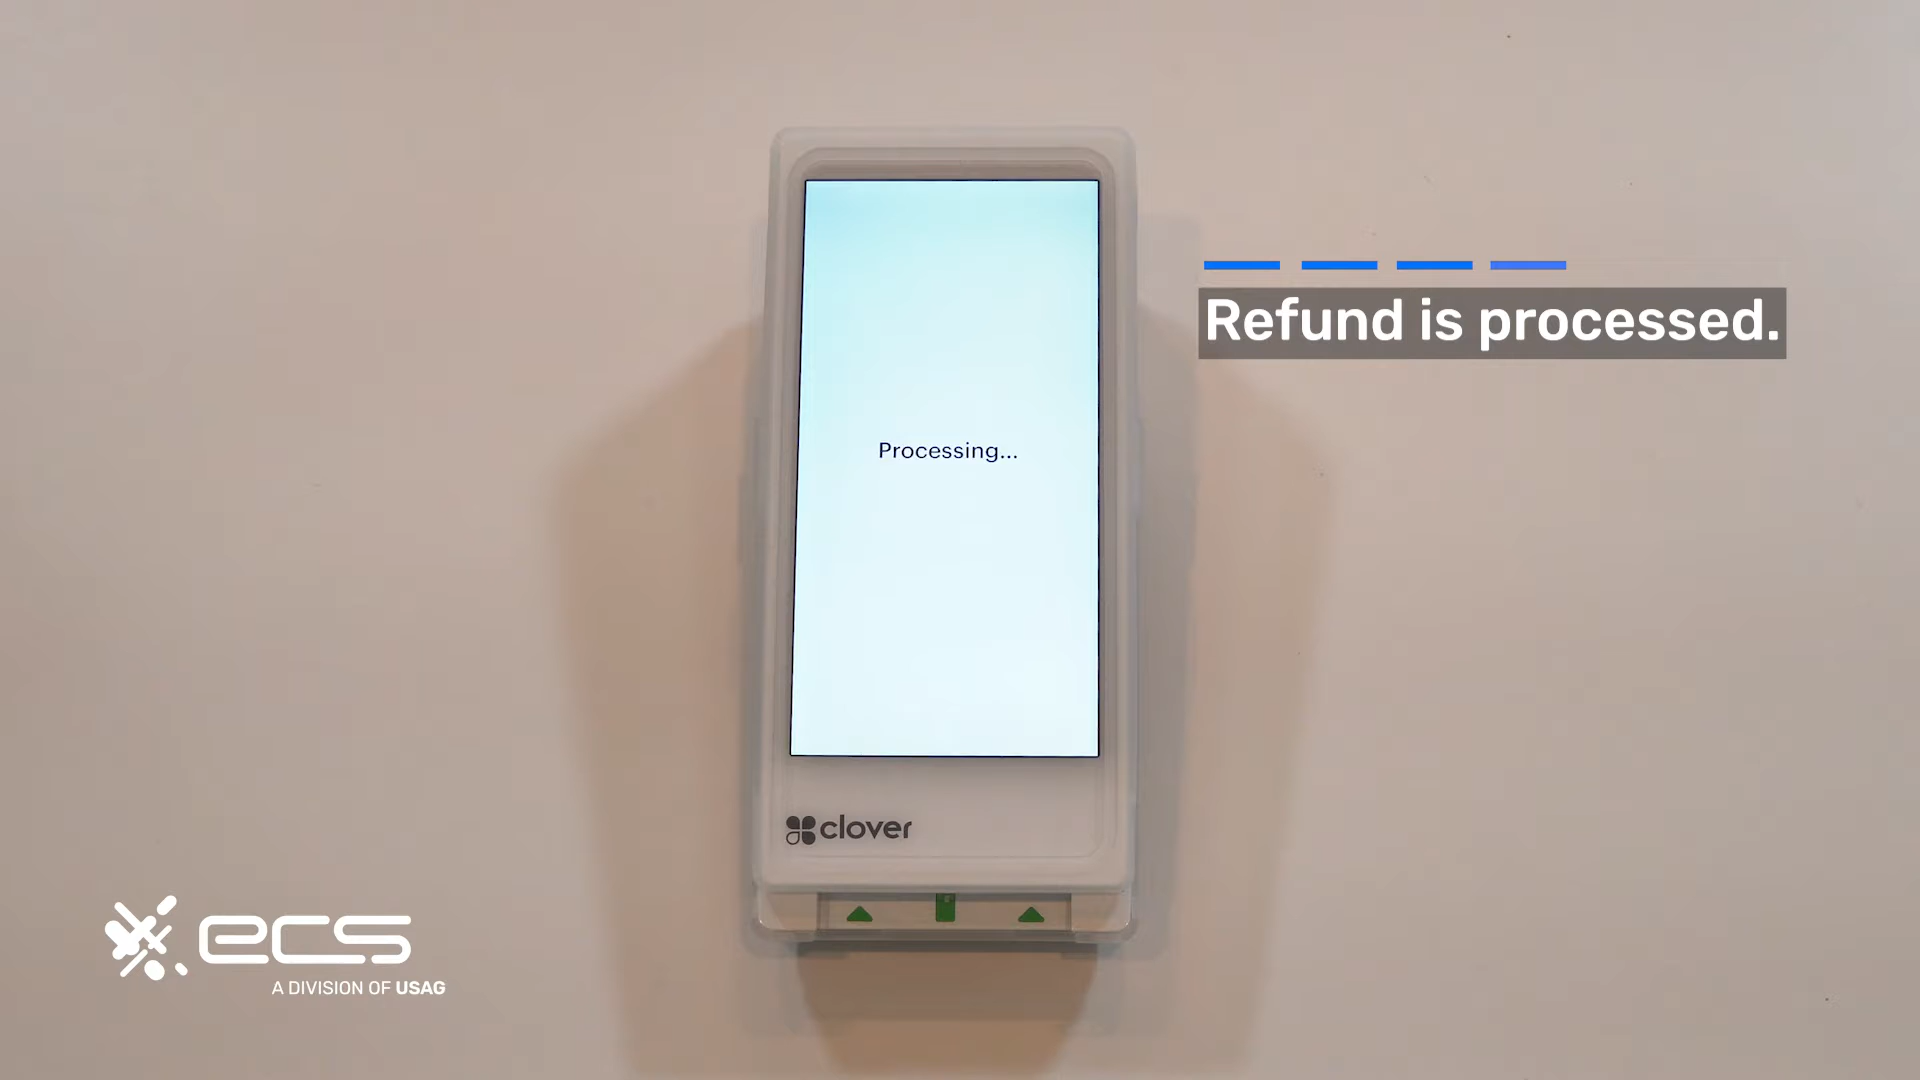 Refund is processed.
Processing...
clover
ecs
A DIVISION OF USAG